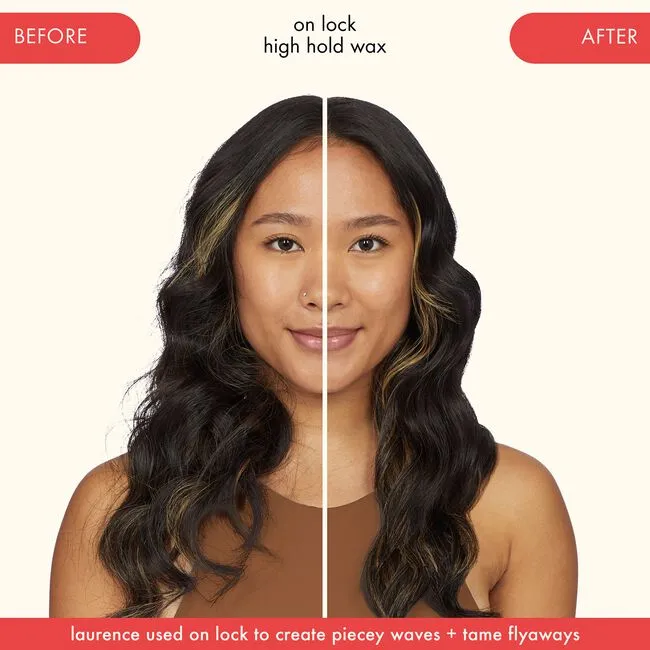 BEFORE
on lock
high hold wax
AFTER
laurence used on lock to create piecey waves + tame flyaways